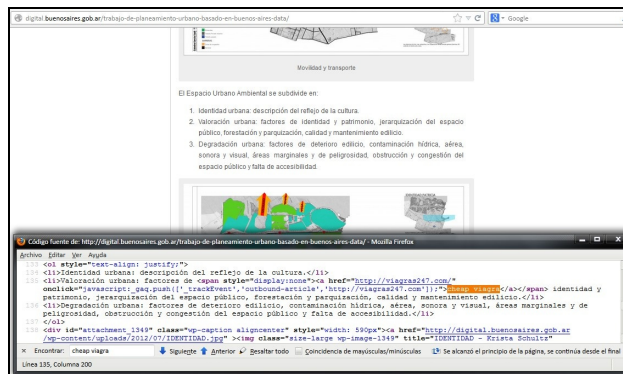 digital.buenosaires.gob.ar/trabajo-de-planeamiento-urbano-basado-en-buenos-aires-data/
Google
Movilidad y transporte
El Espacio Urbano Ambiental se subdivide en:
1. Identidad urbana: descripción del reflejo de la cultura.
2. Valoración urbana: factores de identidad y patrimonio, jerarquización del espacio
público, forestación y parquización, calidad y mantenimiento edilicio.
3. Degradación urbana: factores de deterioro edilicio, contaminación hídrica, aérea,
sonora y visual, áreas marginales y de peligrosidad, obstrucción y congestión del
espacio público y falta de accesibilidad.
Código fuente de: http://digital.buenosaires.gob.ar/trabajo-de-planeamiento-urbano-basado-en-buenos-aires-data/ - Mozilla Firefox
Archivo Editar Ver Ayuda
133 <ol style="text-align: justify;">
134 <li>Identidad urbana: descripción del reflejo de la cultura.</li>
135 <li>Valoración urbana: factores de <span style="display:none"><a href="http://viagras247.com/"
onclick="javascript:_gaq.push(['_trackEvent','outbound-article','http://viagras247.com']);">cheap viagra</a></span> identidad y
patrimonio, jerarquización del espacio público, forestación y parquización, calidad y mantenimiento edilicio.</li>
136 <li>Degradación urbana: factores de deterioro edilicio, contaminación hídrica, aérea, sonora y visual, áreas marginales y de
peligrosidad, obstrucción y congestión del espacio público y falta de accesibilidad.</li>
137 </ol>
138 <div id="attachment_1349" class="wp-caption aligncenter" style="width: 590px"><a href="http://digital.buenosaires.gob.ar
/wp-content/uploads/2012/07/IDENTIDAD.jpg" ><img class="size-large wp-image-1349" title="IDENTIDAD - Krista Schultz"
× Encontrar: cheap viagra Siguiente Anterior Resaltar todo Coincidencia de mayúsculas/minúsculas Se alcanzó el principio de la página, se continúa desde el final
Línea 135, Columna 200